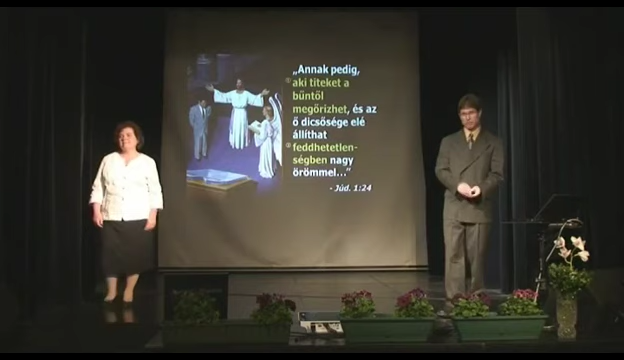 „Annak pedig,
aki titeket a
bűntől
megőrizhet, és az
ő dicsősége elé
állíthat
feddhetetlen-
ségben nagy
örömmel...”
- Júd. 1:24